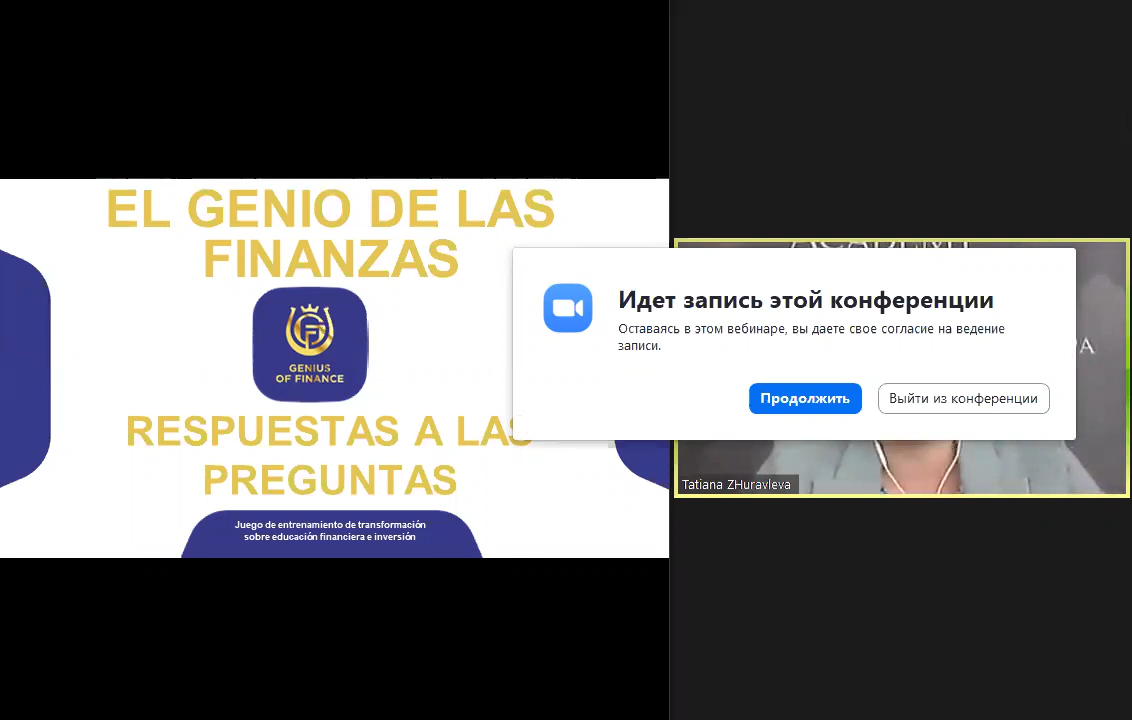 EL GENIO DE LAS
FINANZAS
GENIUS
OF FINANCE
RESPUESTAS A LAS
PREGUNTAS
Juego de entrenamiento de transformación
sobre educación financiera e inversión
Идет запись этой конференции
Оставаясь в этом вебинаре, вы даете свое согласие на ведение
записи.
Продолжить
Выйти из конференции
Tatiana ZHuravleva